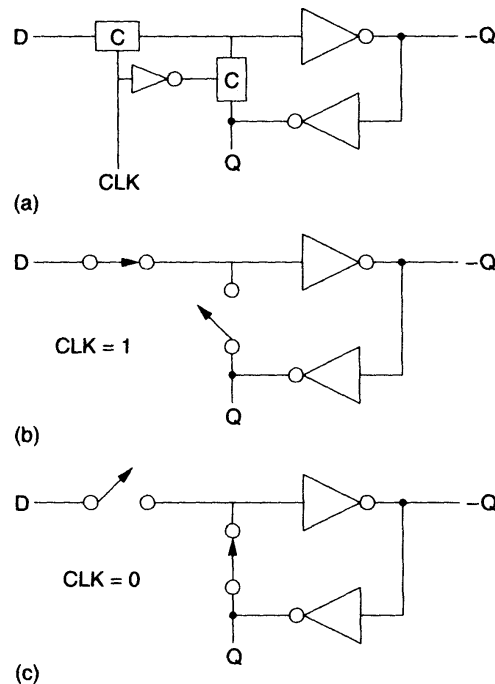 D C –Q
C
Q
CLK
(a)
D –Q
CLK = 1
Q
(b)
D –Q
CLK = 0
Q
(c)